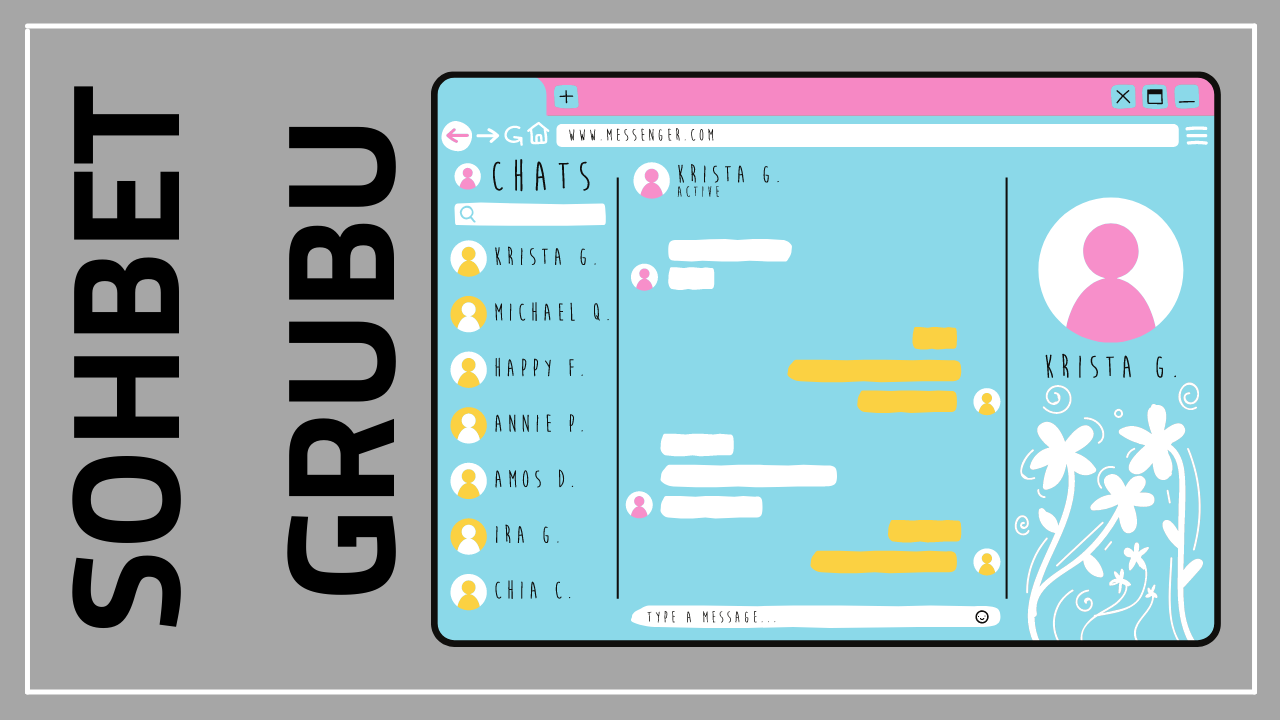 SOHBET
GRUBU
WWW.MESSENGER.COM
CHATS
KRISTA G.
MICHAEL Q.
HAPPY F.
ANNIE P.
AMOS D.
IRA G.
CHIA C.
KRISTA G.
ACTIVE
TYPE A MESSAGE...
KRISTA G.